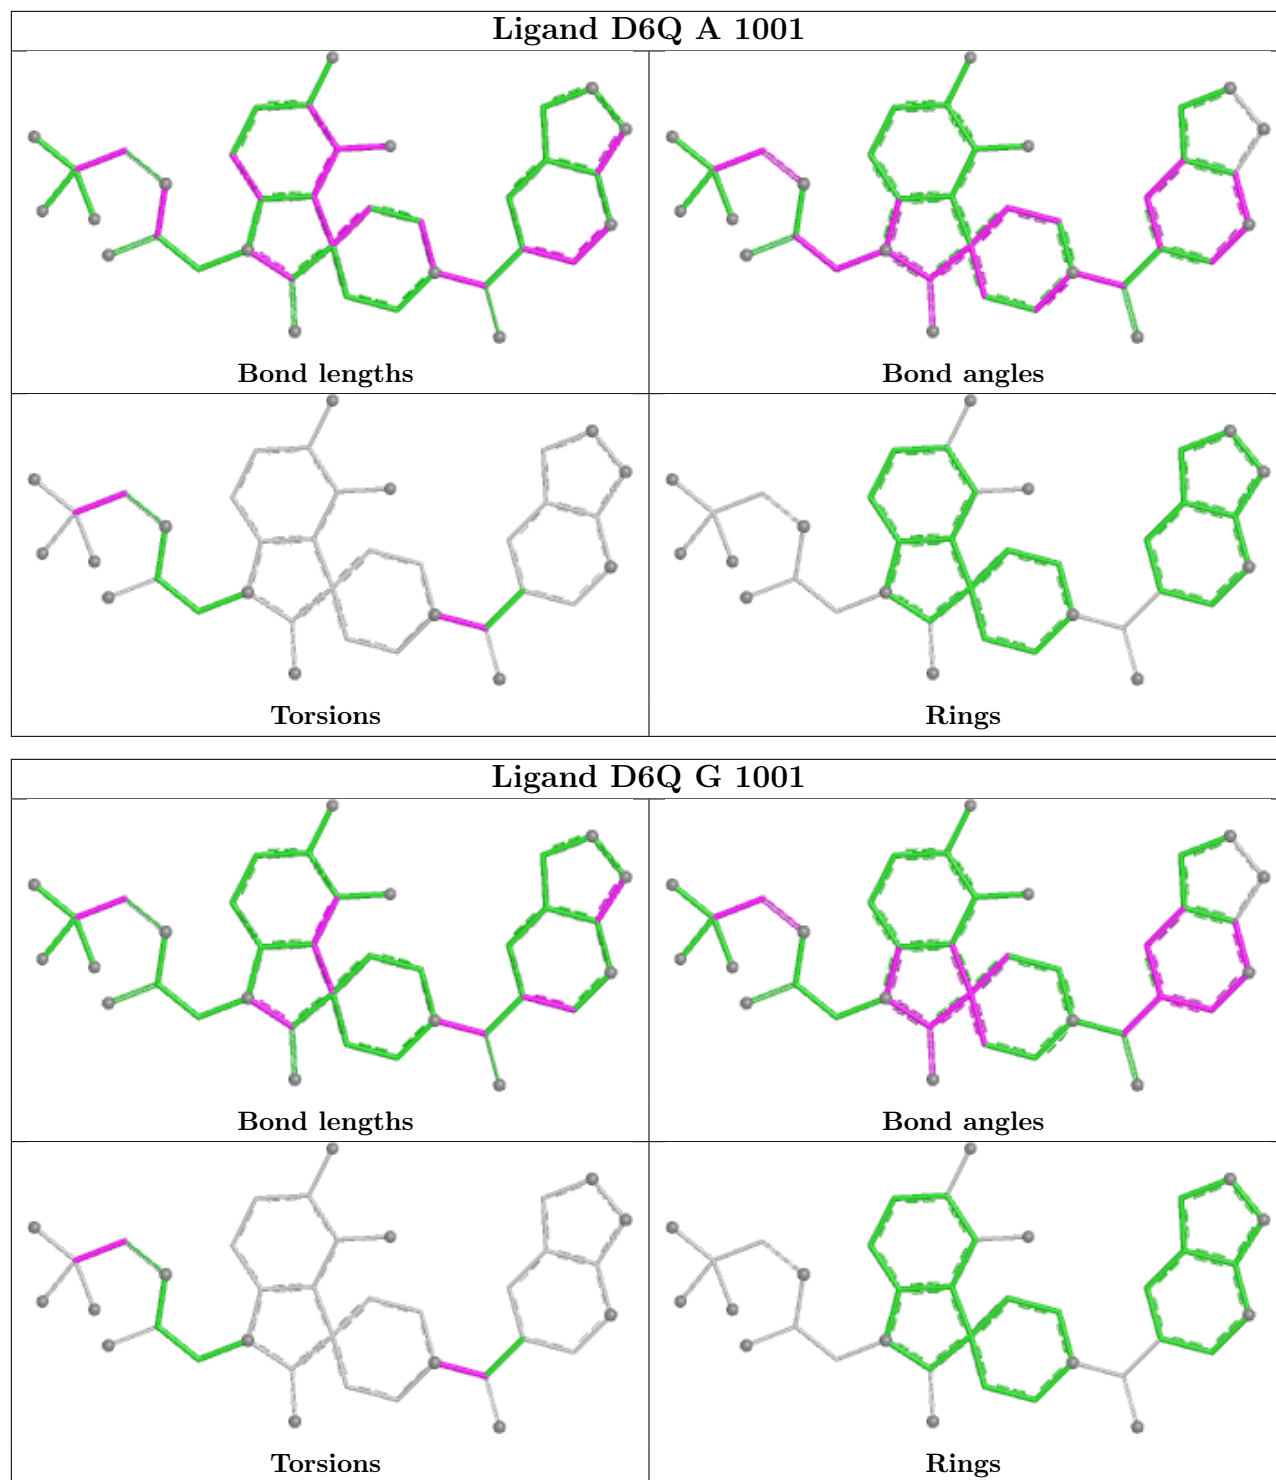 Ligand D6Q A 1001
Bond lengths
Bond angles
Torsions
Rings
Ligand D6Q G 1001
Bond lengths
Bond angles
Torsions
Rings